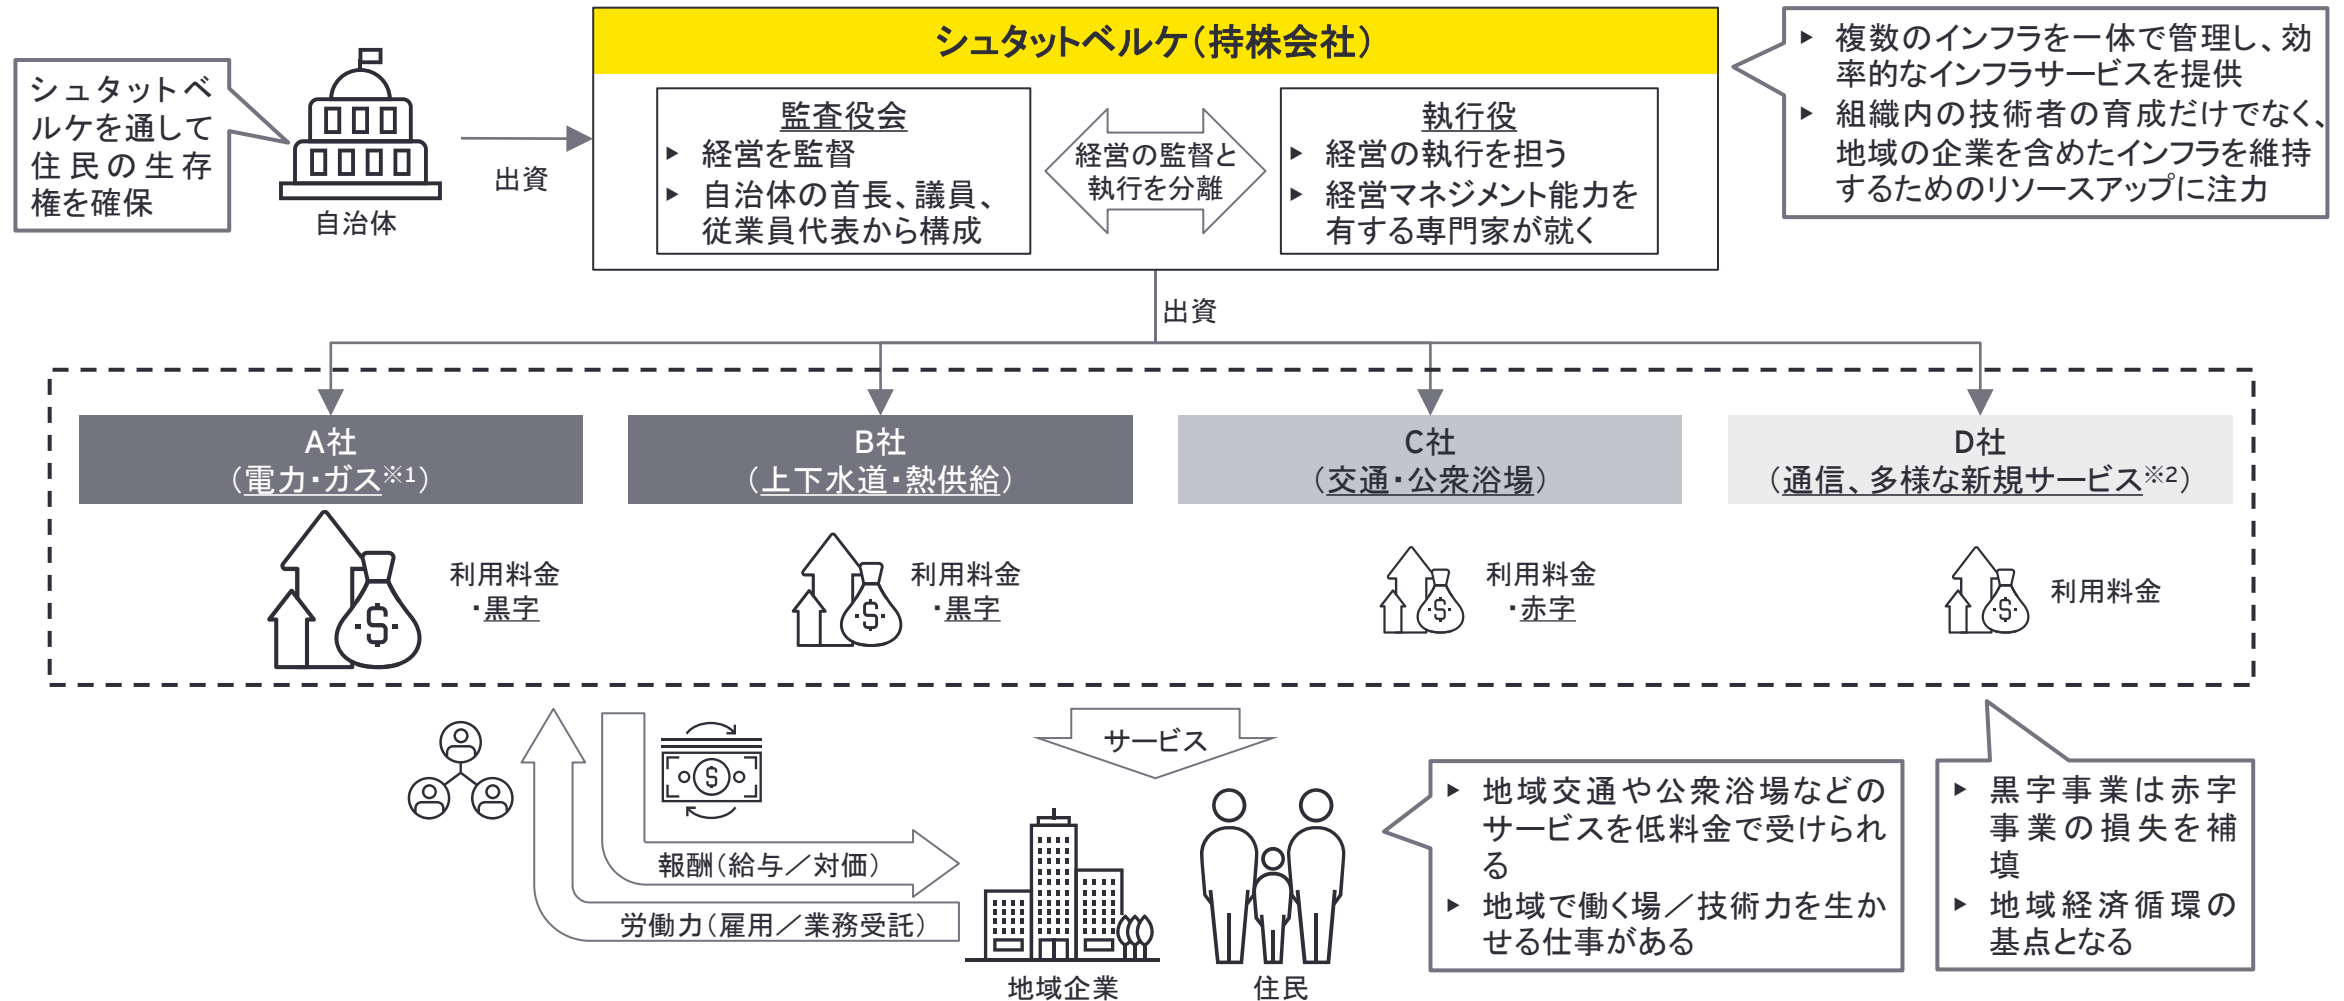 シュタットベルケ（持株会社）
シュタットベ
ルケを通して
住民の生存
権を確保
自治体
出資
監査役会
▶ 経営を監督
▶ 自治体の首長、議員、
従業員代表から構成
経営の監督と
執行を分離
執行役
▶ 経営の執行を担う
▶ 経営マネジメント能力を
有する専門家が就く
▶ 複数のインフラを一体で管理し、効
率的なインフラサービスを提供
▶ 組織内の技術者の育成だけでなく、
地域の企業を含めたインフラを維持
するためのリソースアップに注力
出資
A社
（電力・ガス※1）
B社
（上下水道・熱供給）
C社
（交通・公衆浴場）
D社
（通信、多様な新規サービス※2）
$
利用料金
・黒字
$
利用料金
・黒字
$
利用料金
・赤字
$
利用料金
$
報酬（給与／対価）
労働力（雇用／業務受託）
サービス
地域企業
住民
▶ 地域交通や公衆浴場などの
サービスを低料金で受けられ
る
▶ 地域で働く場／技術力を生か
せる仕事がある
▶ 黒字事業は赤字
事業の損失を補
填
▶ 地域経済循環の
基点となる